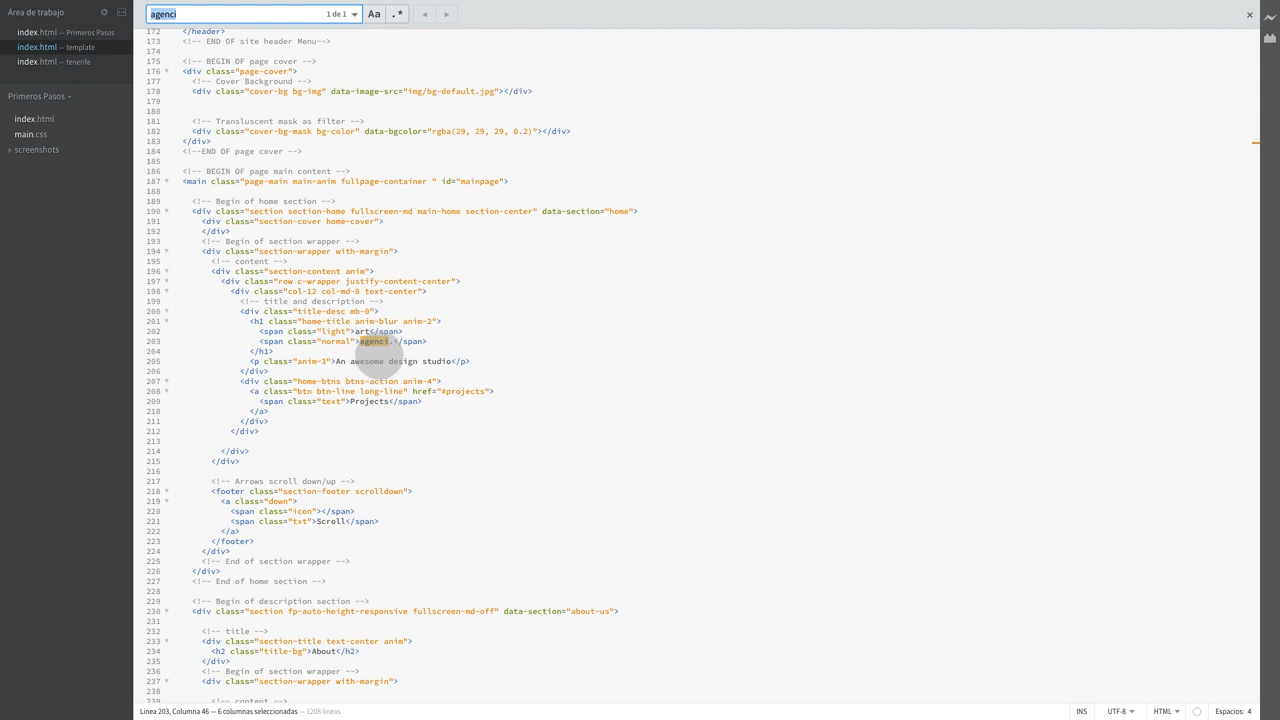 Área de trabajo
index.html — Primeros Pasos
index.html — template
index.html — tenerife
Primeros Pasos
index.html
main.css
screenshots
agenci
1 de 1
Aa
.*
172 </header>
173 <!-- END OF site header Menu-->
174
175 <!-- BEGIN OF page cover -->
176 <div class="page-cover">
177 <!-- Cover Background -->
178 <div class="cover-bg bg-img" data-image-src="img/bg-default.jpg"></div>
179
180
181 <!-- Transluscent mask as filter -->
182 <div class="cover-bg-mask bg-color" data-bgcolor="rgba(29, 29, 29, 0.2)"></div>
183 </div>
184 <!--END OF page cover -->
185
186 <!-- BEGIN OF page main content -->
187 <main class="page-main main-anim fullpage-container " id="mainpage">
188
189 <!-- Begin of home section -->
190 <div class="section section-home fullscreen-md main-home section-center" data-section="home">
191 <div class="section-cover home-cover">
192 </div>
193 <!-- Begin of section wrapper -->
194 <div class="section-wrapper with-margin">
195 <!-- content -->
196 <div class="section-content anim">
197 <div class="row c-wrapper justify-content-center">
198 <div class="col-12 col-md-8 text-center">
199 <!-- title and description -->
200 <div class="title-desc mb-0">
201 <h1 class="home-title anim-blur anim-2">
202 <span class="light">art</span>
203 <span class="normal">agenci.</span>
204 </h1>
205 <p class="anim-3">An awesome design studio</p>
206 </div>
207 <div class="home-btns btns-action anim-4">
208 <a class="btn btn-line long-line" href="#projects">
209 <span class="text">Projects</span>
210 </a>
211 </div>
212 </div>
213
214 </div>
215 </div>
216
217 <!-- Arrows scroll down/up -->
218 <footer class="section-footer scrolldown">
219 <a class="down">
220 <span class="icon"></span>
221 <span class="txt">Scroll</span>
222 </a>
223 </footer>
224 </div>
225 <!-- End of section wrapper -->
226 </div>
227 <!-- End of home section -->
228
229 <!-- Begin of description section -->
230 <div class="section fp-auto-height-responsive fullscreen-md-off" data-section="about-us">
231
232 <!-- title -->
233 <div class="section-title text-center anim">
234 <h2 class="title-bg">About</h2>
235 </div>
236 <!-- Begin of section wrapper -->
237 <div class="section-wrapper with-margin">
238
239 <!-- content -->
Línea 203, Columna 46 — 6 columnas seleccionadas — 1208 líneas
INS
UTF-8
HTML
Espacios: 4